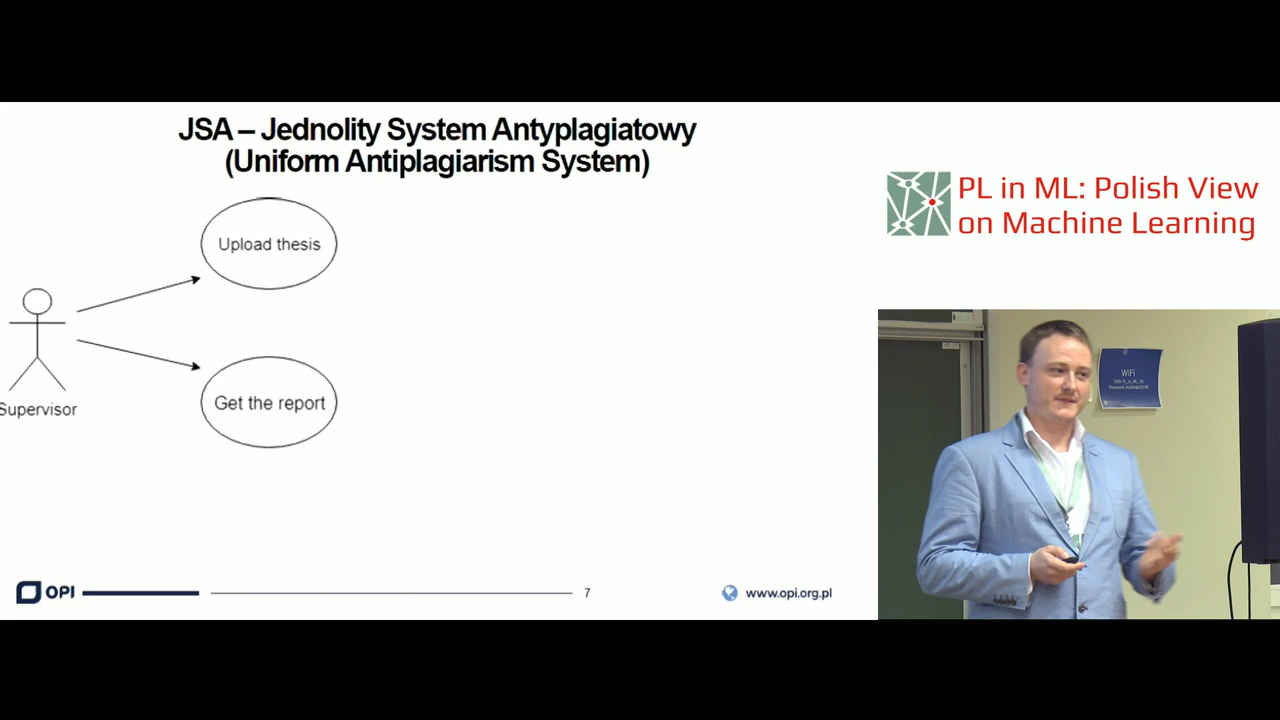 JSA – Jednolity System Antyplagiatowy
(Uniform Antiplagiarism System)
Upload thesis
Get the report
Supervisor
OPI
7
www.opi.org.pl
PL in ML: Polish View
on Machine Learning
WiFi